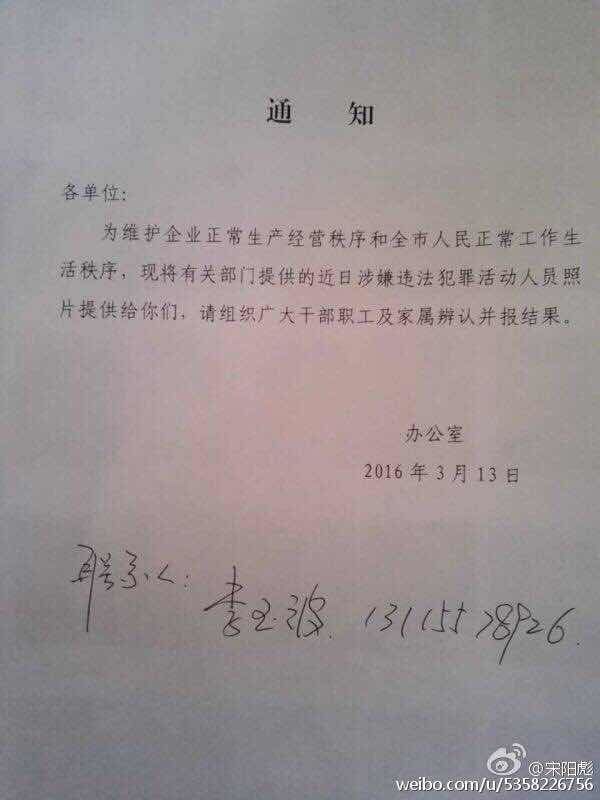 通 知
各单位:
为维护企业正常生产经营秩序和全市人民正常工作生
活秩序，现将有关部门提供的近日涉嫌违法犯罪活动人员照
片提供给你们，请组织广大干部职工及家属辨认并报结果。
办公室
2016 年 3 月 13 日
联系人: 李玉波. 13115578926.
@宋阳彪
weibo.com/u/5358226756